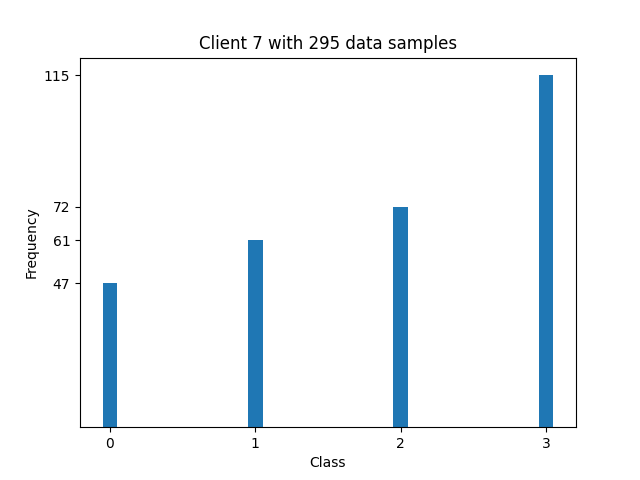 Client 7 with 295 data samples
115
72
61
47
Frequency
0 1 2 3
Class